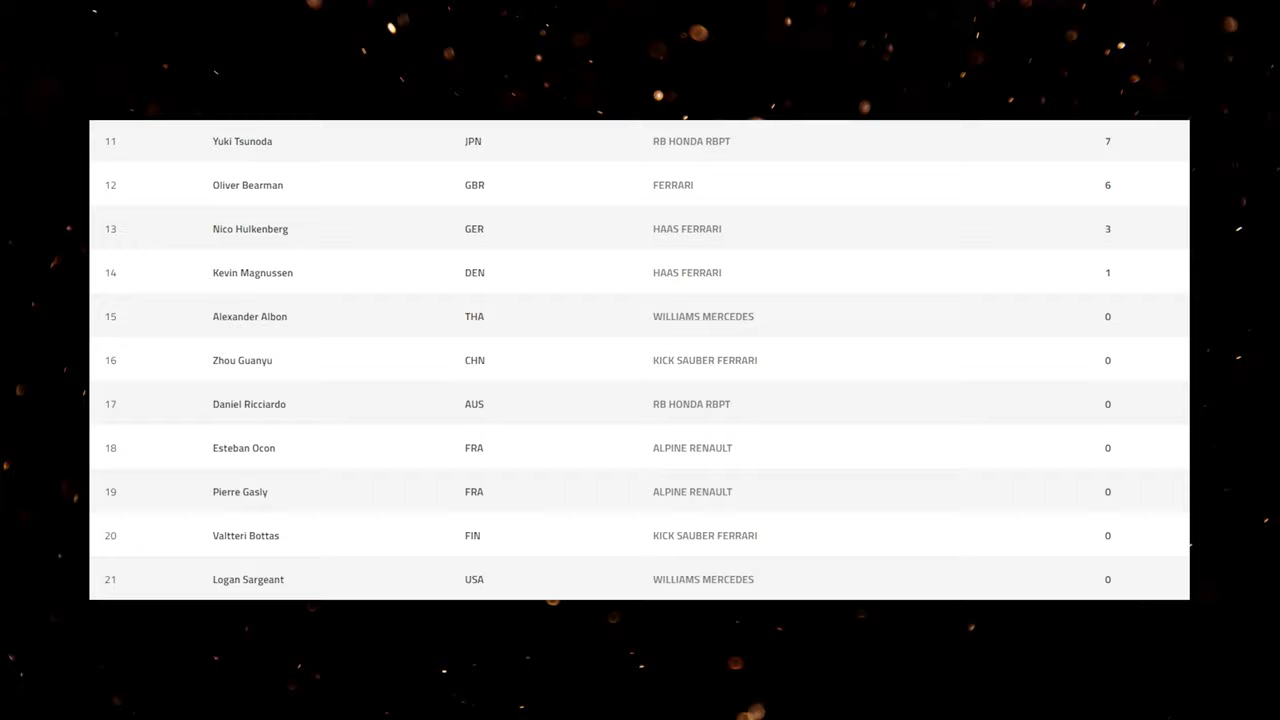 11 Yuki Tsunoda JPN RB HONDA RBPT 7
12 Oliver Bearman GBR FERRARI 6
13 Nico Hulkenberg GER HAAS FERRARI 3
14 Kevin Magnussen DEN HAAS FERRARI 1
15 Alexander Albon THA WILLIAMS MERCEDES 0
16 Zhou Guanyu CHN KICK SAUBER FERRARI 0
17 Daniel Ricciardo AUS RB HONDA RBPT 0
18 Esteban Ocon FRA ALPINE RENAULT 0
19 Pierre Gasly FRA ALPINE RENAULT 0
20 Valtteri Bottas FIN KICK SAUBER FERRARI 0
21 Logan Sargeant USA WILLIAMS MERCEDES 0